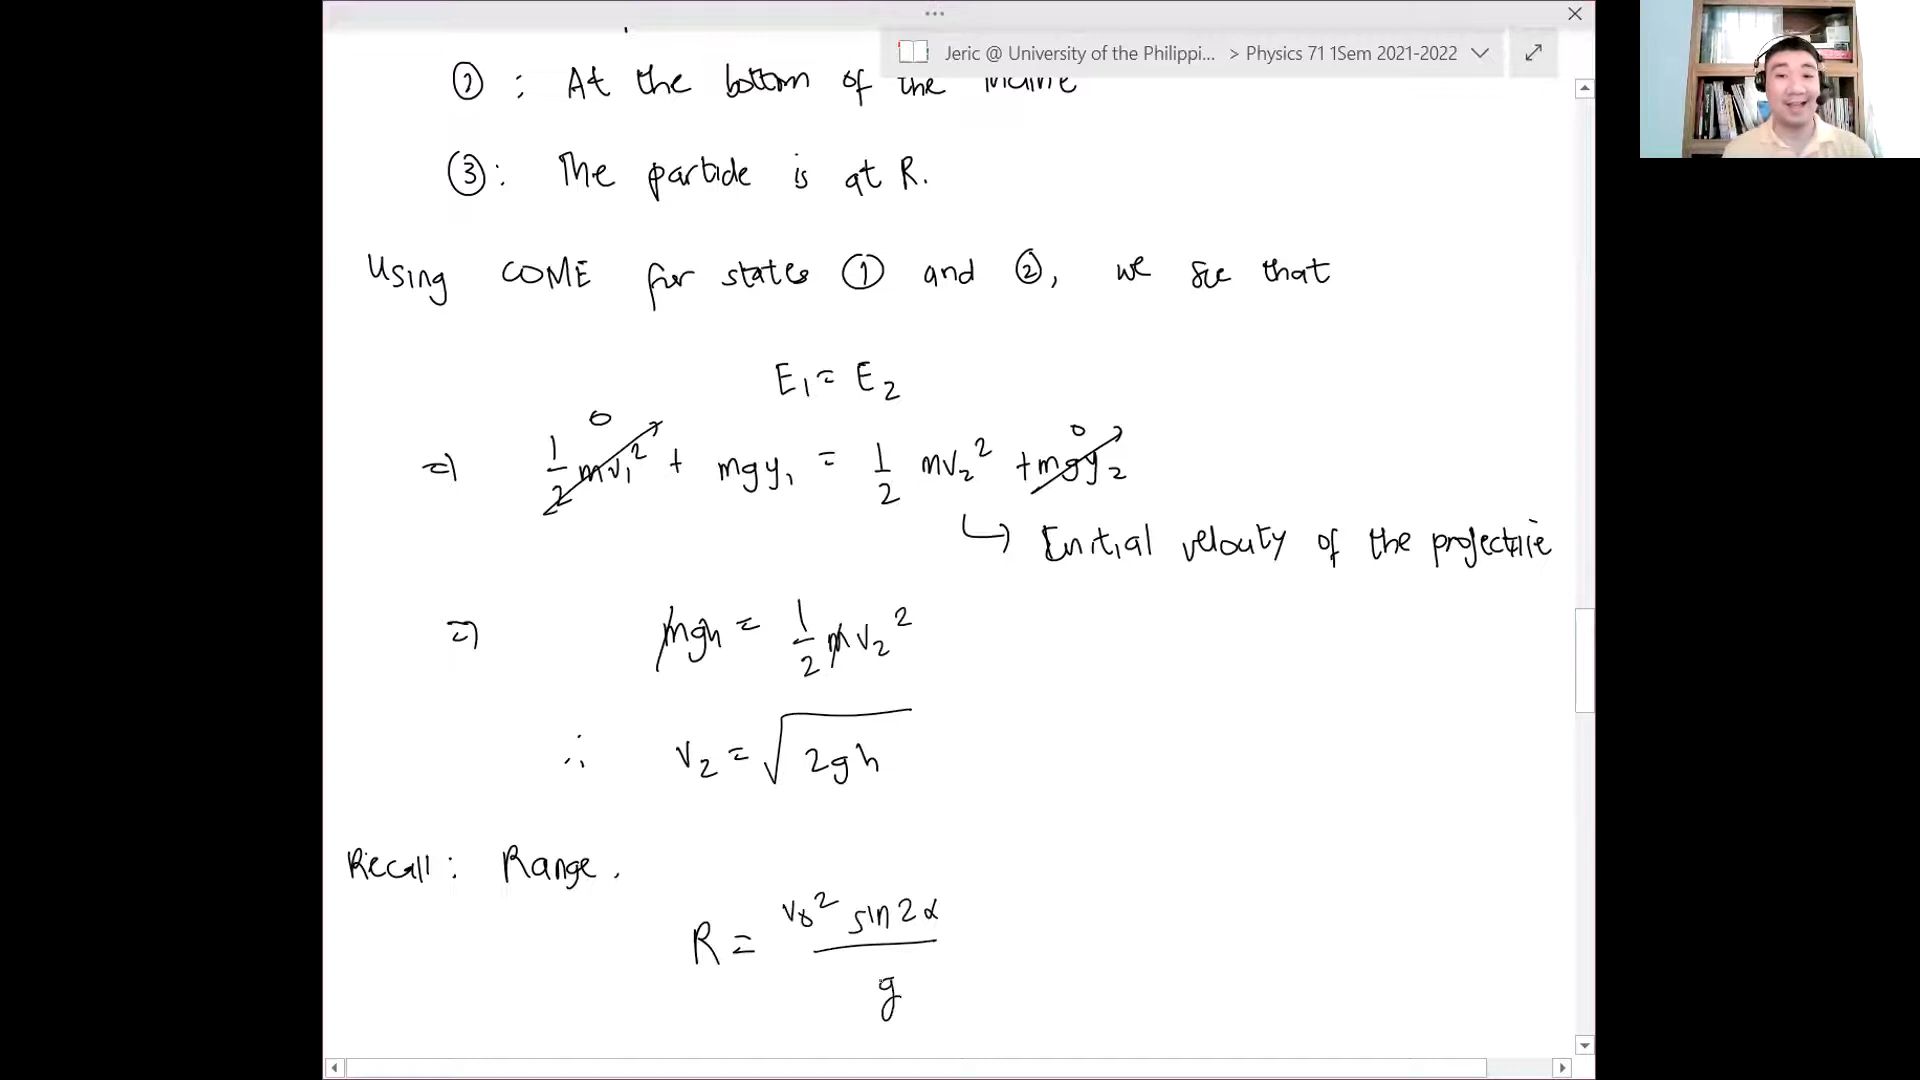 Jeric @ University of the Philippi... > Physics 71 1Sem 2021-2022
② : At the bottom of the incline
③ : The particle is at R.
Using COME for states ① and ②, we see that
E₁ = E₂
⇒ 1/2 mv₁² 0 + mgy₁ = 1/2 mv₂² + mgy₂ 0
↳ Initial velocity of the projectile
⇒ mgh = 1/2 mv₂²
∴ v₂ = √2gh
Recall : Range.
R = v₀² sin 2α / g